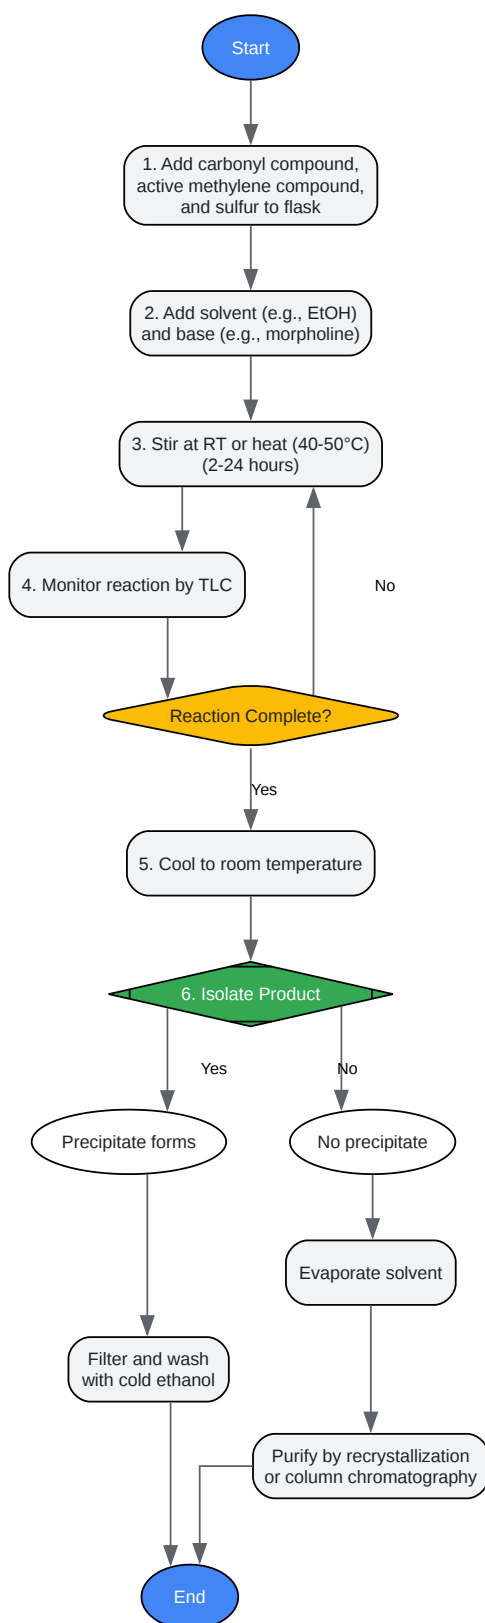 Start
1. Add carbonyl compound,
active methylene compound,
and sulfur to flask
2. Add solvent (e.g., EtOH)
and base (e.g., morpholine)
3. Stir at RT or heat (40-50°C)
(2-24 hours)
4. Monitor reaction by TLC
No
Reaction Complete?
Yes
5. Cool to room temperature
6. Isolate Product
Yes
No
Precipitate forms
No precipitate
Evaporate solvent
Filter and wash
with cold ethanol
Purify by recrystallization
or column chromatography
End